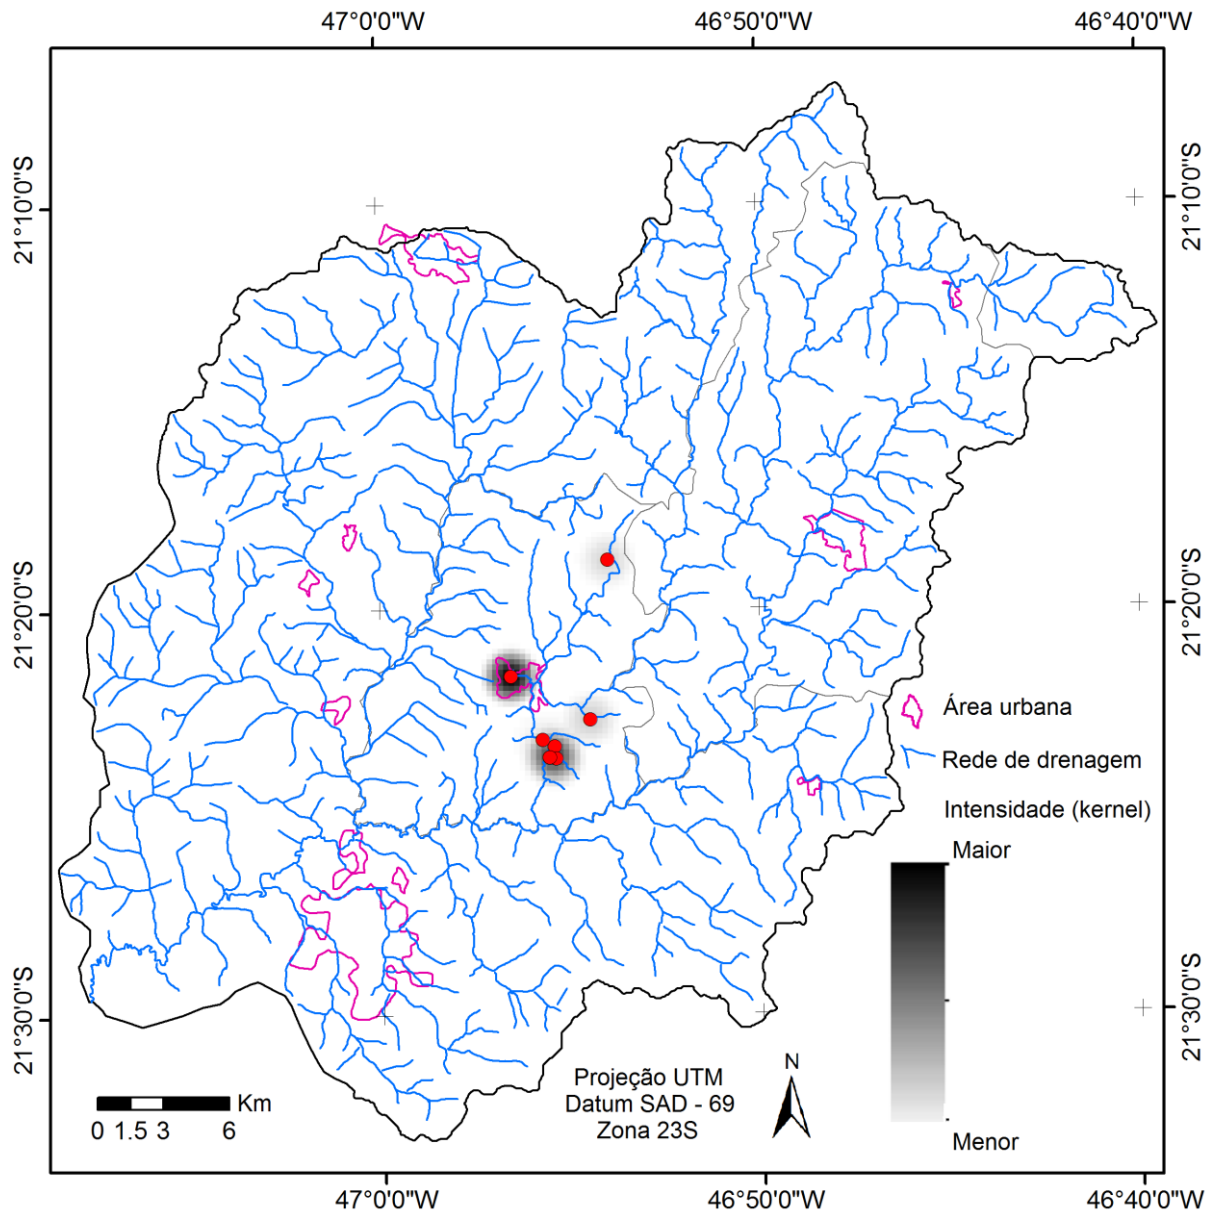 47°0'0"W
46°50'0"W
46°40'0"W
21°10'0"S
21°10'0"S
21°20'0"S
21°20'0"S
Área urbana
Rede de drenagem
Intensidade (kernel)
Maior
Menor
21°30'0"S
21°30'0"S
Projeção UTM
Datum SAD - 69
Zona 23S
N
Km
0 1.5 3 6
47°0'0"W
46°50'0"W
46°40'0"W